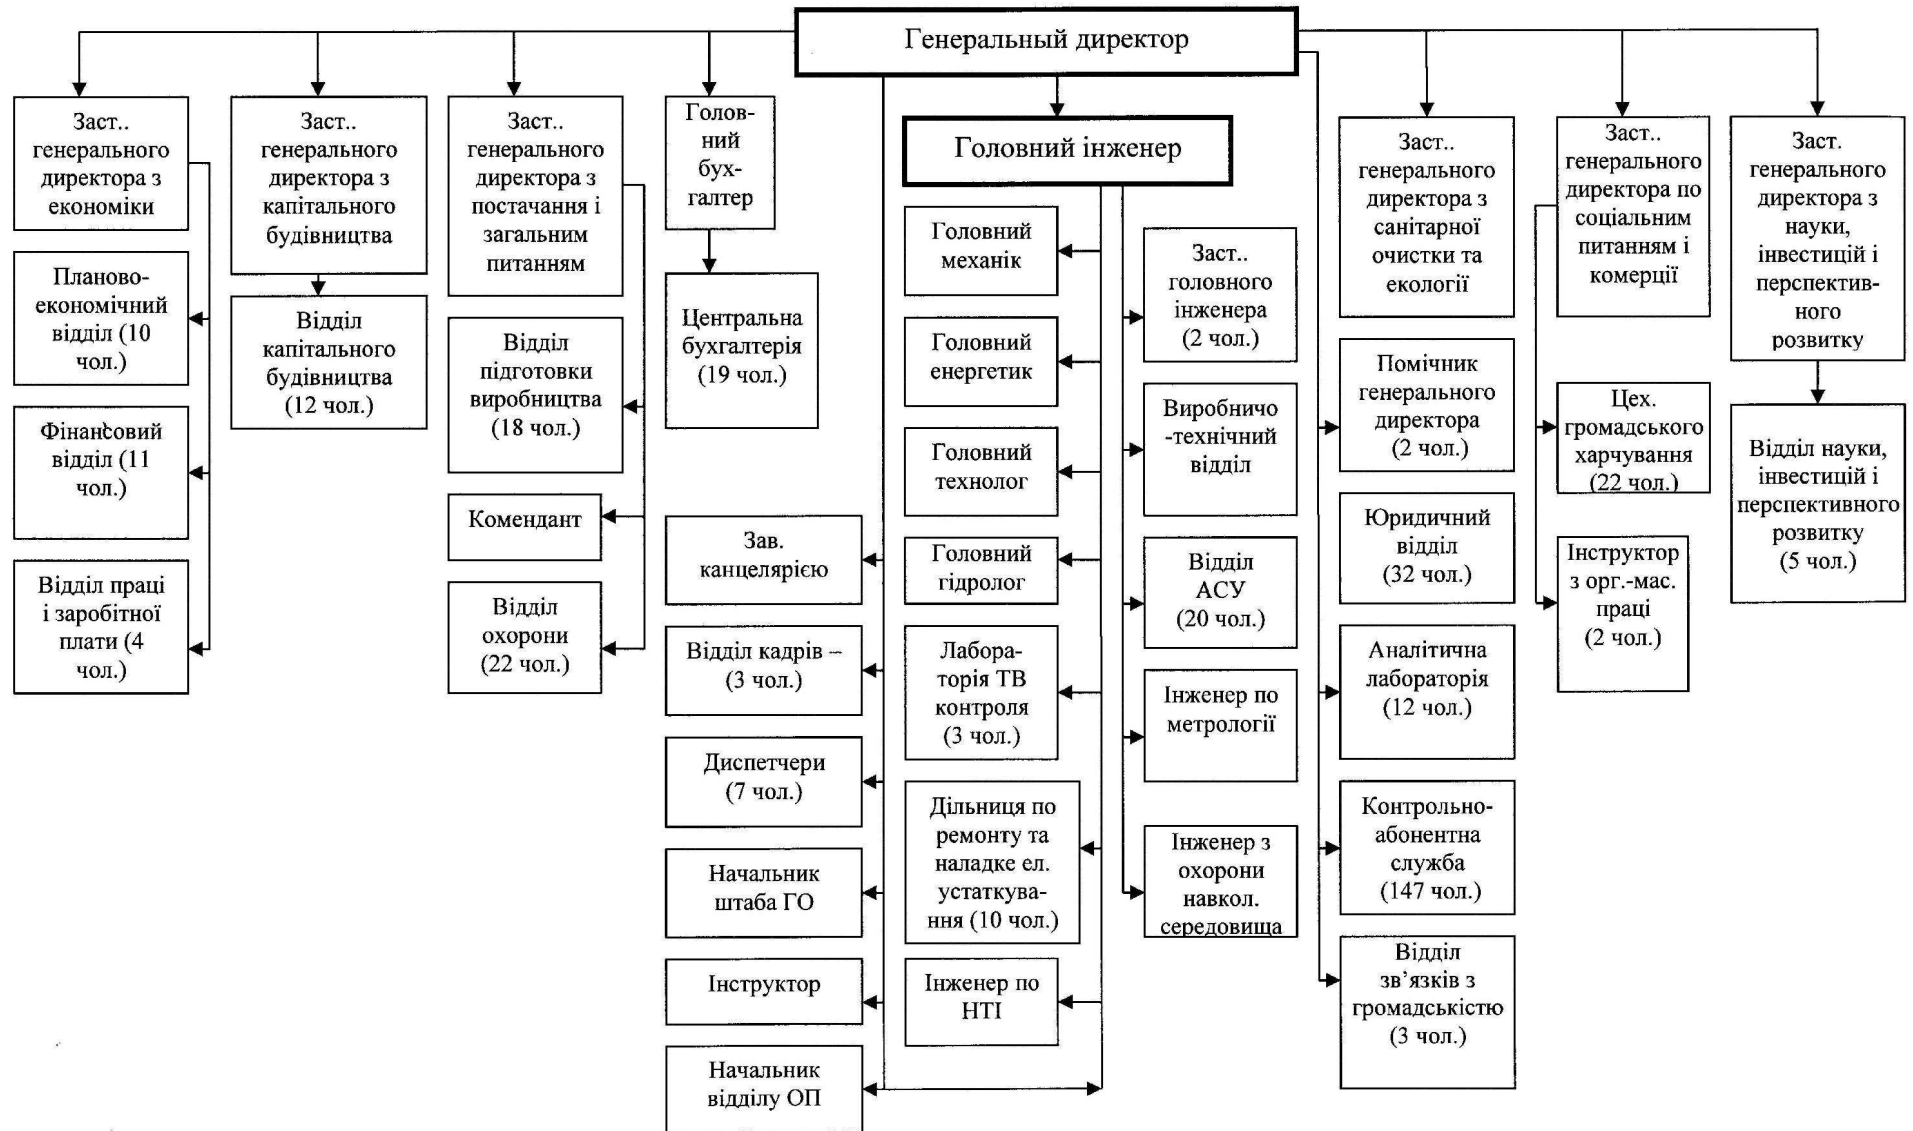 Генеральный директор
Заст..
генерального
директора з
економіки
Планово-
економічний
відділ (10
чол.)
Фінансовий
відділ (11
чол.)
Відділ праці
і заробітної
плати (4
чол.)
Заст..
генерального
директора з
капітального
будівництва
Відділ
капітального
будівництва
(12 чол.)
Заст..
генерального
директора з
постачання і
загальним
питанням
Відділ
підготовки
виробництва
(18 чол.)
Комендант
Відділ
охорони
(22 чол.)
Голов-
ний
бух-
галтер
Центральна
бухгалтерія
(19 чол.)
Зав.
канцелярією
Відділ кадрів –
(3 чол.)
Диспетчери
(7 чол.)
Начальник
штаба ГО
Інструктор
Начальник
відділу ОП
Головний інженер
Головний
механік
Головний
енергетик
Головний
технолог
Головний
гідролог
Лабора-
торія ТВ
контроля
(3 чол.)
Дільниця по
ремонту та
наладке ел.
устаткува-
ння (10 чол.)
Інженер по
НТІ
Заст..
головного
інженера
(2 чол.)
Виробничо
-технічний
відділ
Відділ
АСУ
(20 чол.)
Інженер по
метрології
Інженер з
охорони
навкол.
середовища
Заст..
генерального
директора з
санітарної
очистки та
екології
Помічник
генерального
директора
(2 чол.)
Юридичний
відділ
(32 чол.)
Аналітична
лабораторія
(12 чол.)
Контрольно-
абонентна
служба
(147 чол.)
Відділ
зв’язків з
громадськістю
(3 чол.)
Заст..
генерального
директора по
соціальним
питанням і
комерції
Цех.
громадського
харчування
(22 чол.)
Інструктор
з орг.-мас.
праці
(2 чол.)
Заст.
генерального
директора з
науки,
інвестицій і
перспектив-
ного
розвитку
Відділ науки,
інвестицій і
перспективного
розвитку
(5 чол.)